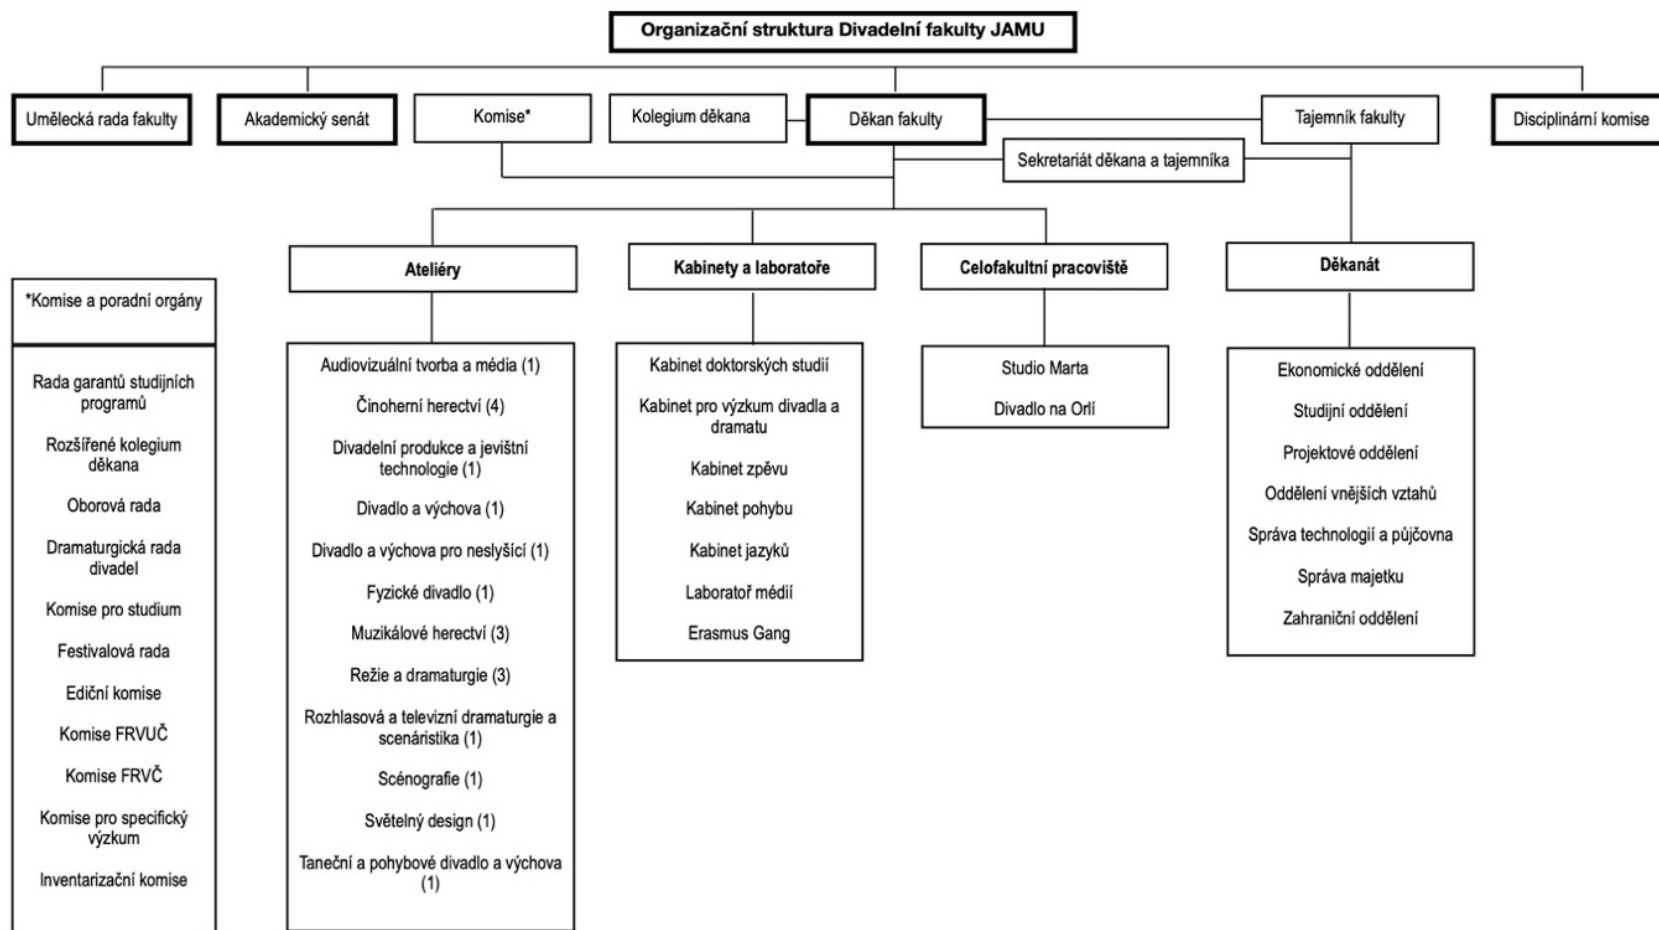 Organizační struktura Divadelní fakulty JAMU
Umělecká rada fakulty
Akademický senát
Komise*
Kolegium děkana
Děkan fakulty
Tajemník fakulty
Disciplinární komise
Sekretariát děkana a tajemníka
Ateliéry
Kabinety a laboratoře
Celofakultní pracoviště
Děkanát
*Komise a poradní orgány
Rada garantů studijních
programů
Rozšířené kolegium
děkana
Oborová rada
Dramaturgická rada
divadel
Komise pro studium
Festivalová rada
Ediční komise
Komise FRVUČ
Komise FRVČ
Komise pro specifický
výzkum
Inventarizační komise
Audiovizuální tvorba a média (1)
Činoherní herectví (4)
Divadelní produkce a jevištní
technologie (1)
Divadlo a výchova (1)
Divadlo a výchova pro neslyšící (1)
Fyzické divadlo (1)
Muzikálové herectví (3)
Režie a dramaturgie (3)
Rozhlasová a televizní dramaturgie a
scenáristika (1)
Scénografie (1)
Světelný design (1)
Taneční a pohybové divadlo a výchova
(1)
Kabinet doktorských studií
Kabinet pro výzkum divadla a
dramatu
Kabinet zpěvu
Kabinet pohybu
Kabinet jazyků
Laboratoř médií
Erasmus Gang
Studio Marta
Divadlo na Orlí
Ekonomické oddělení
Studijní oddělení
Projektové oddělení
Oddělení vnějších vztahů
Správa technologií a půjčovna
Správa majetku
Zahraniční oddělení